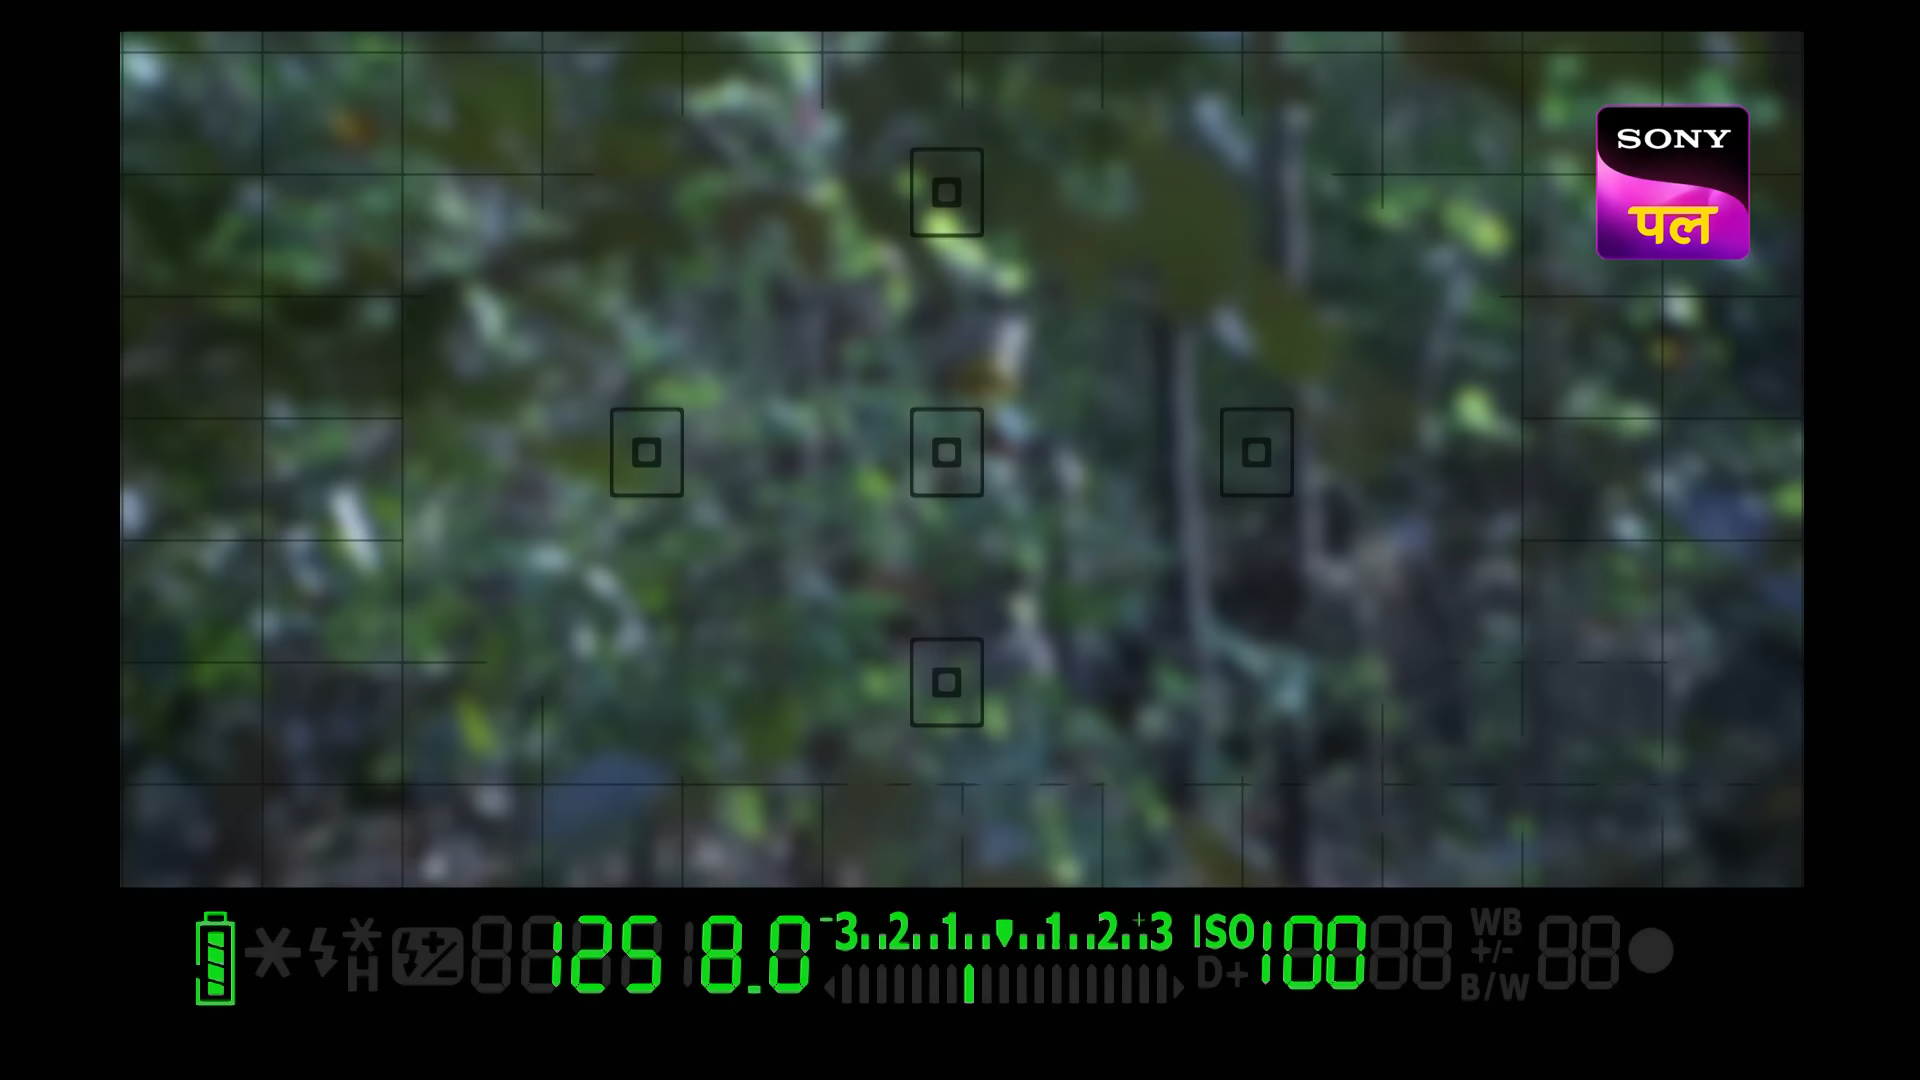 SONY
पल
125 8.0 -3..2..1..▼..1..2..+3 ISO 100
D+
WB
+/-
B/W
H